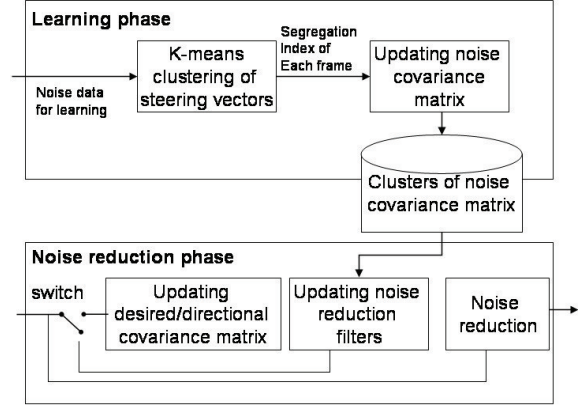 Learning phase
Noise data
for learning
K-means
clustering of
steering vectors
Segregation
Index of
Each frame
Updating noise
covariance
matrix
Clusters of noise
covariance matrix
Noise reduction phase
switch
Updating
desired/directional
covariance matrix
Updating noise
reduction
filters
Noise
reduction